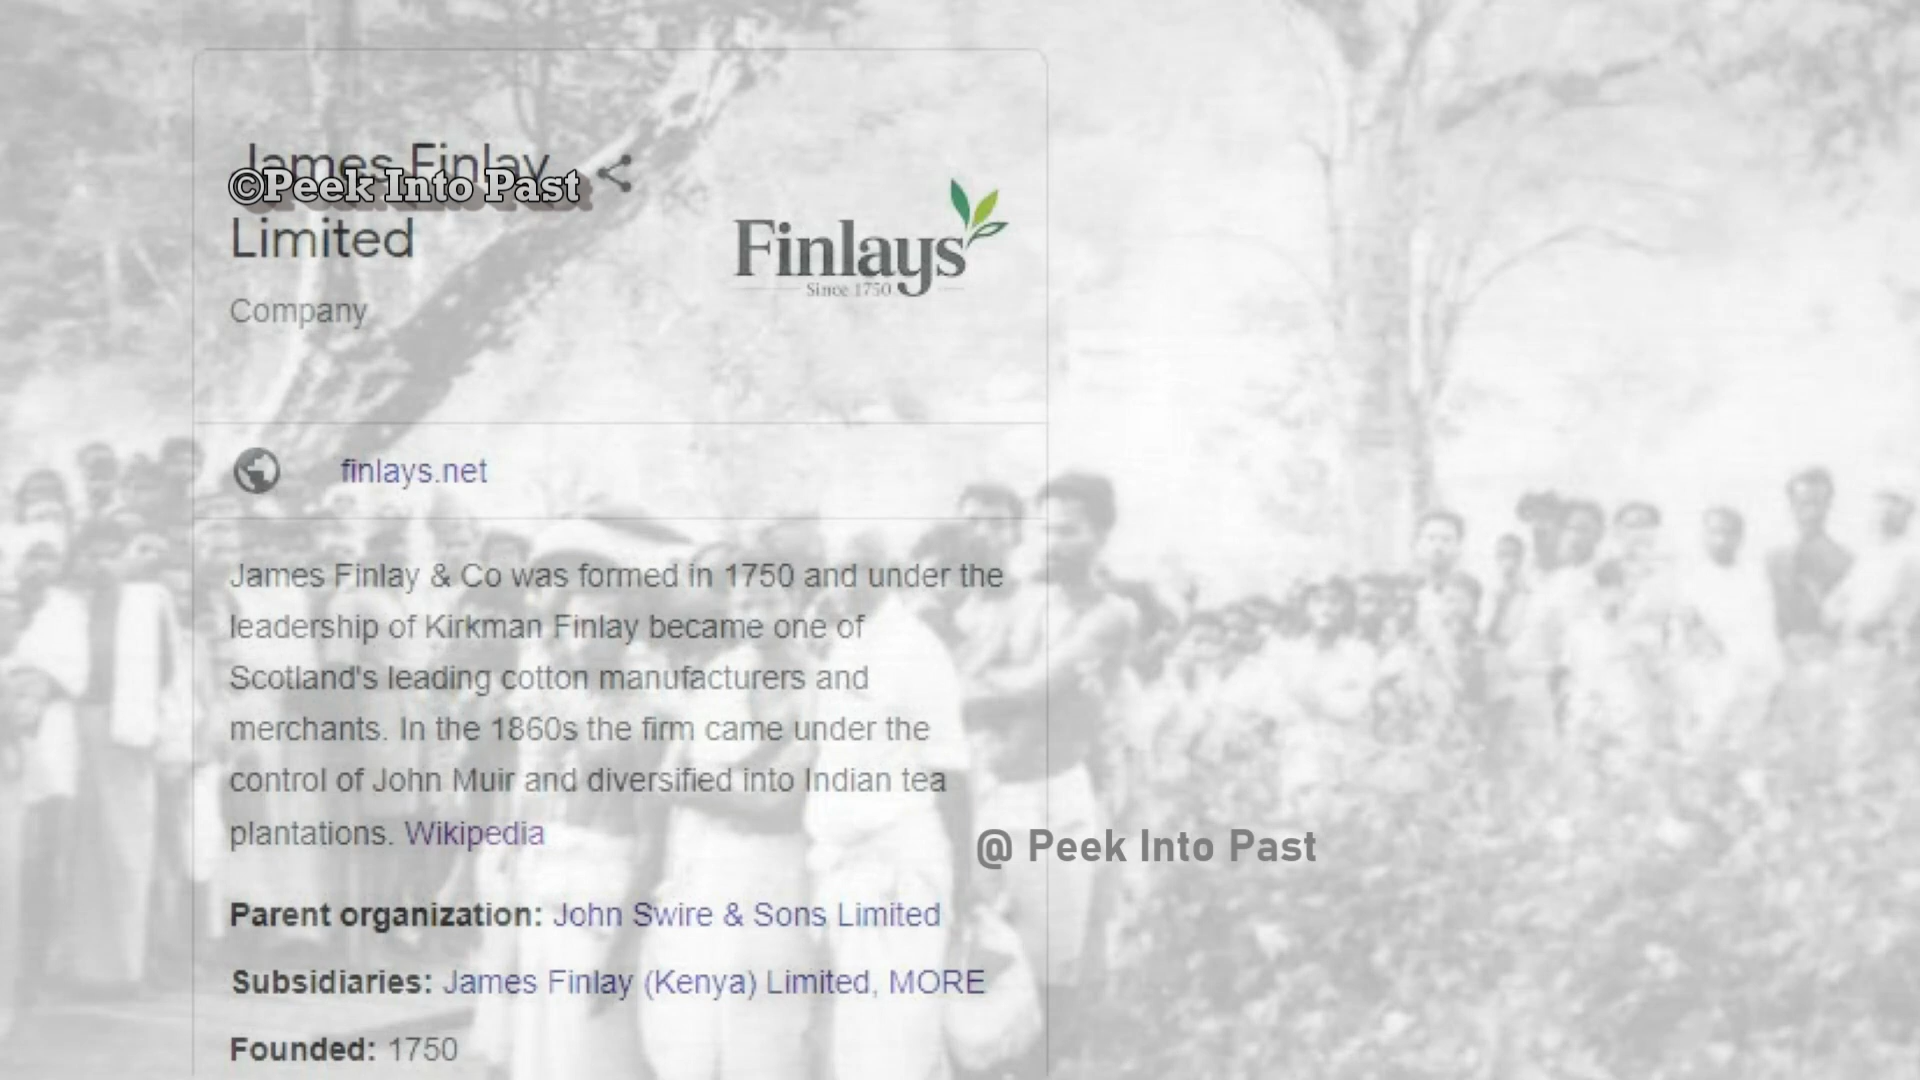 James Finlay
©Peek Into Past
Limited
Finlays
Since 1750
Company
finlays.net
James Finlay & Co was formed in 1750 and under the
leadership of Kirkman Finlay became one of
Scotland's leading cotton manufacturers and
merchants. In the 1860s the firm came under the
control of John Muir and diversified into Indian tea
plantations. Wikipedia
@ Peek Into Past
Parent organization: John Swire & Sons Limited
Subsidiaries: James Finlay (Kenya) Limited, MORE
Founded: 1750